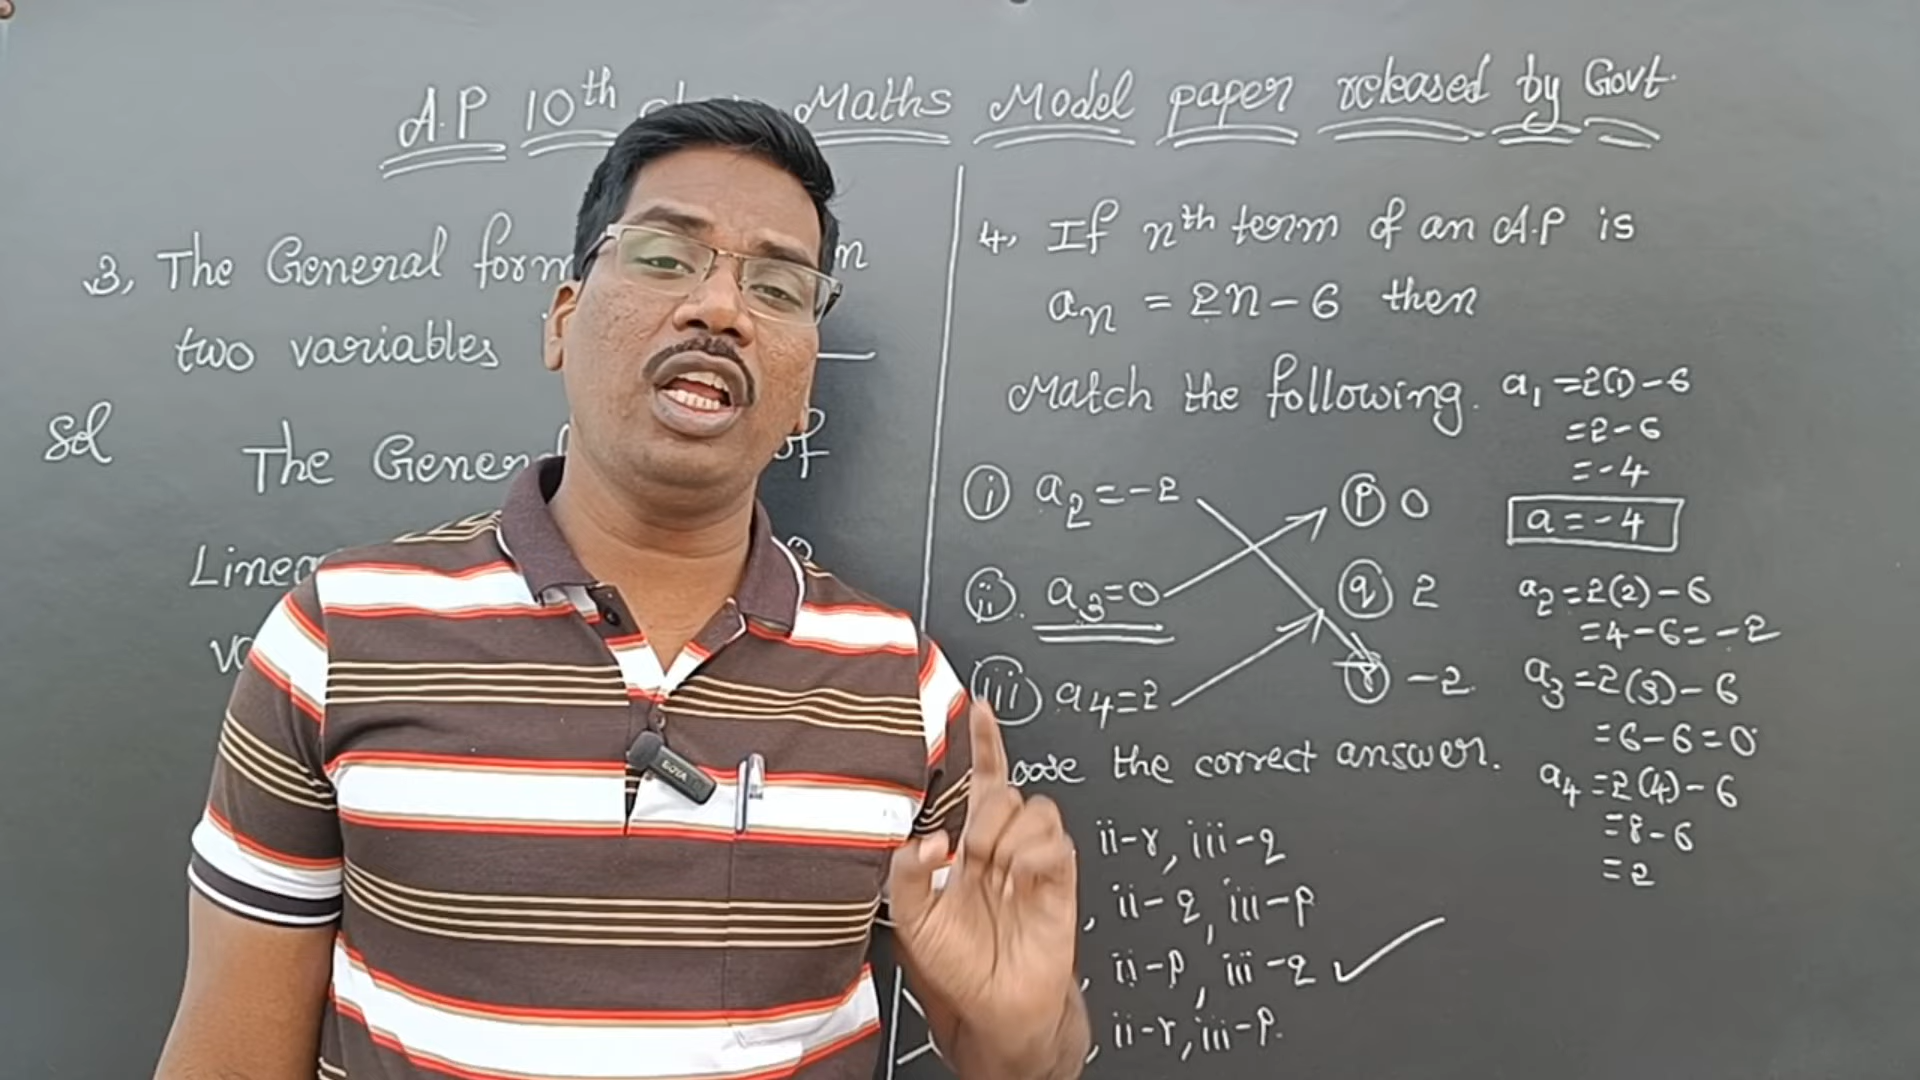 A.P 10th Maths Model paper released by Govt.
3, The General form n
two variables
Sol The General of
Linear
4, If nth term of an A.P is
an = 2n - 6 then
Match the following.
(i) a2 = -2 (p) 0
(ii). a3 = 0 (q) 2
(iii) a4 = 2 (r) -2
the correct answer.
ii-r, iii-q
, ii-q, iii-p
, ii-p, iii-q ✓
, ii-r, iii-p.
a1 = 2(1) - 6
= 2 - 6
= -4
a = -4
a2 = 2(2) - 6
= 4 - 6 = -2
a3 = 2(3) - 6
= 6 - 6 = 0
a4 = 2(4) - 6
= 8 - 6
= 2
BOYA